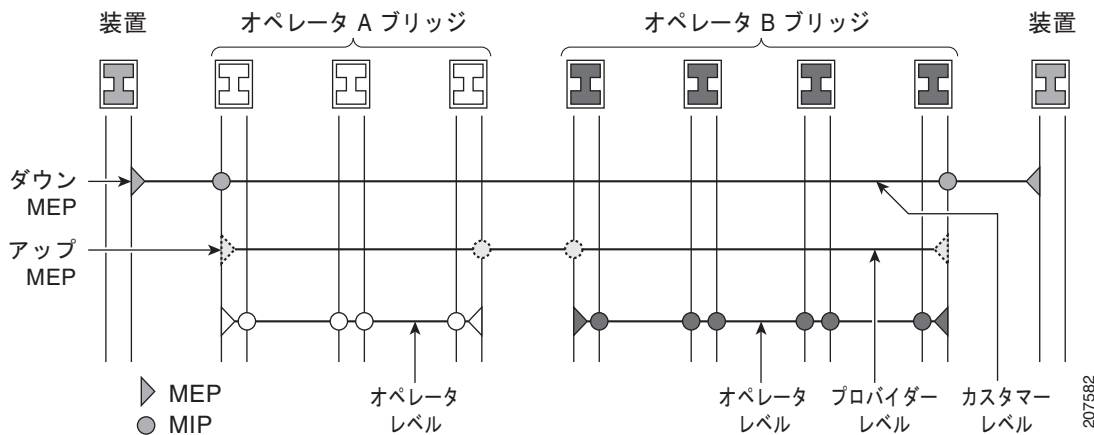 装置
オペレータ A ブリッジ
オペレータ B ブリッジ
装置
ダウン
MEP
アップ
MEP
MEP
MIP
オペレータ
レベル
オペレータ
レベル
プロバイダー
レベル
カスタマー
レベル
207582